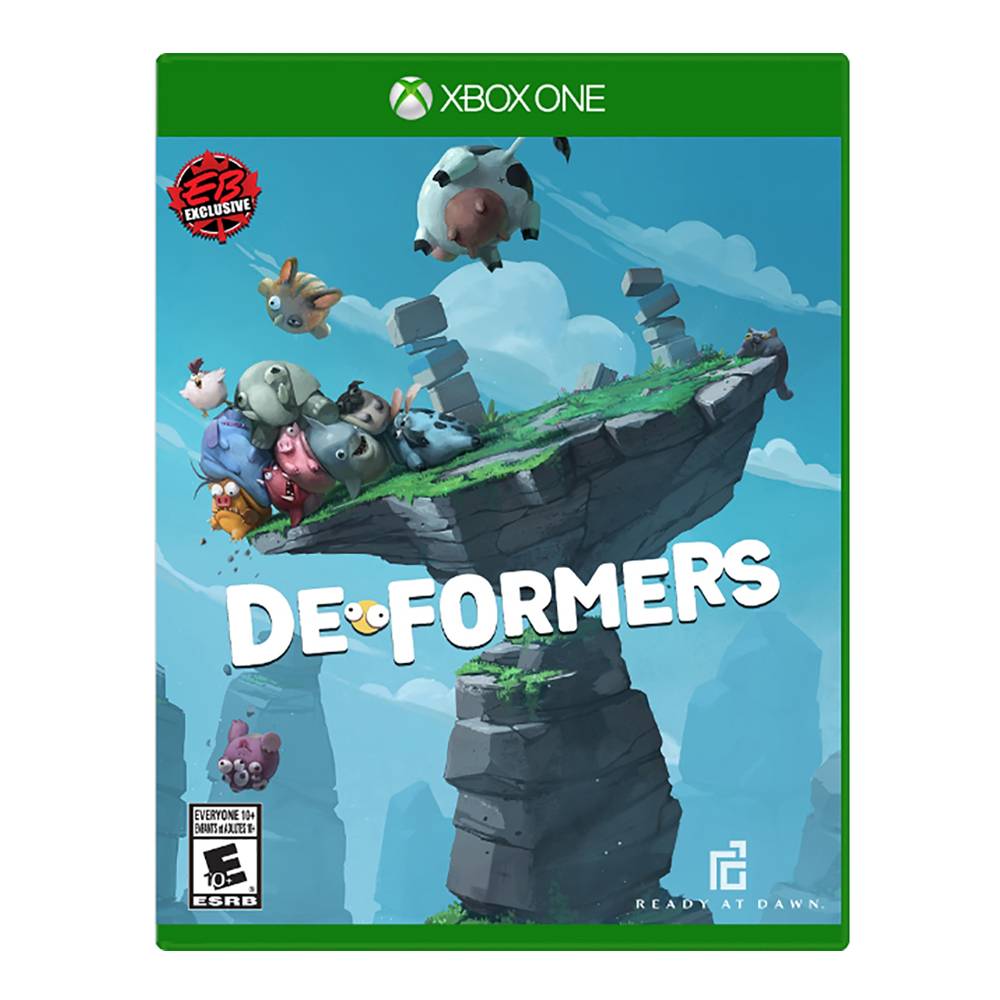 XBOX ONE
EB
EXCLUSIVE
DE-FORMERS
EVERYONE 10+
ENFANTS et ADULTES 10+
E
10+
®
ESRB
READY AT DAWN.